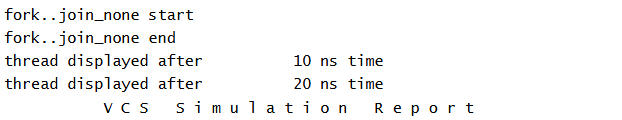 fork..join_none start
fork..join_none end
thread displayed after 10 ns time
thread displayed after 20 ns time
V C S   S i m u l a t i o n   R e p o r t